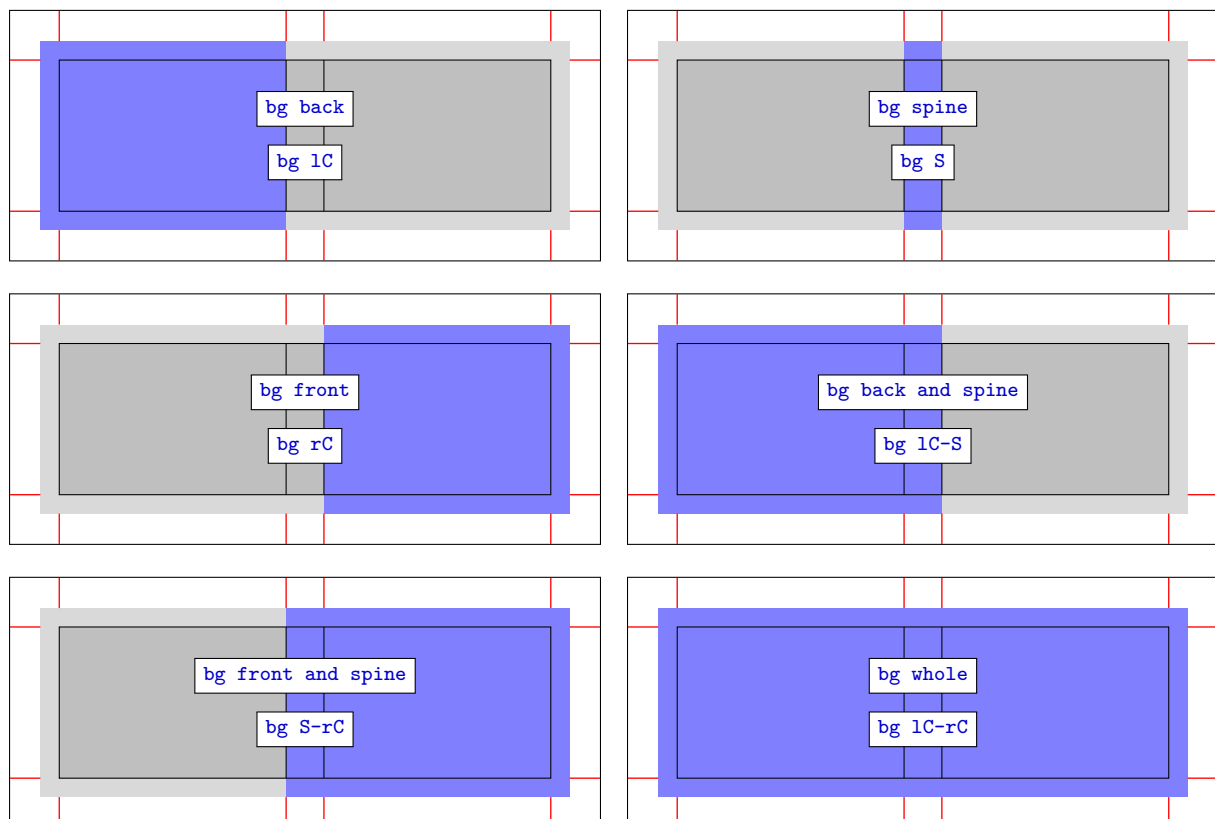 bg back
bg lC
bg spine
bg S
bg front
bg rC
bg back and spine
bg lC-S
bg front and spine
bg S-rC
bg whole
bg lC-rC